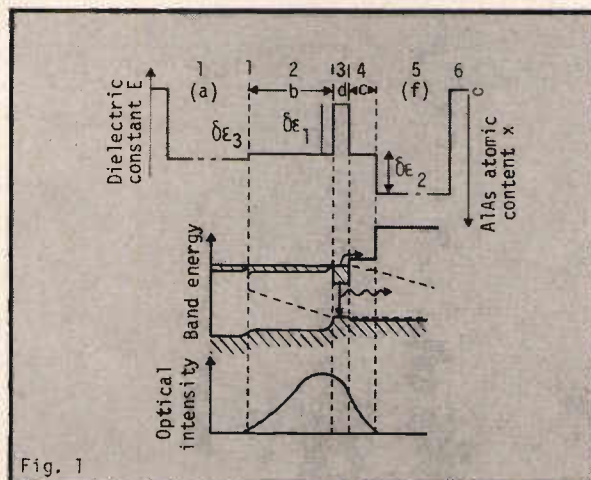 1 1 2 3 4 5 6
(a) b d c (f) c
Dielectric
constant E
δε3
δε1
δε2
AlAs atomic
content x
Band energy
Optical
intensity
Fig. 1